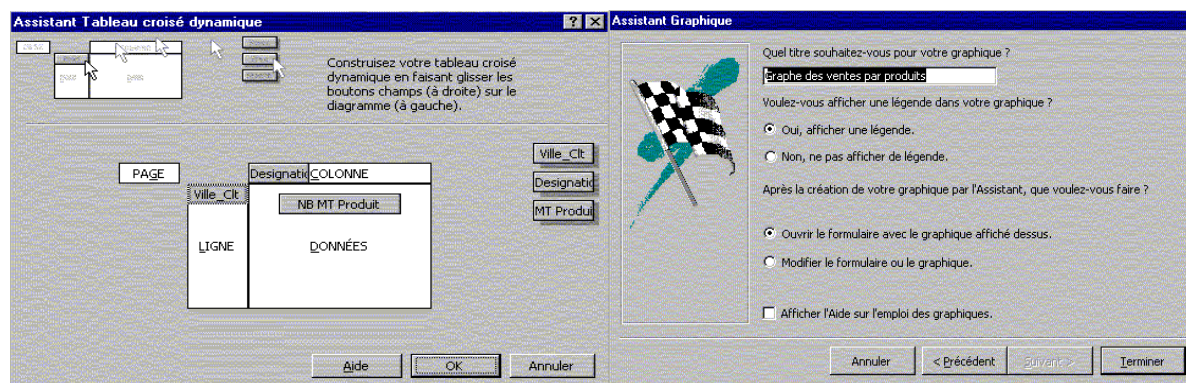 Assistant Tableau croisé dynamique
Construisez votre tableau croisé
dynamique en faisant glisser les
boutons champs (à droite) sur le
diagramme (à gauche).
PAGE
Designatic
COLONNE
Ville_Clt
NB MT Produit
LIGNE
DONNÉES
Ville_Clt
Designatic
MT Produi
Aide
OK
Annuler
Assistant Graphique
Quel titre souhaitez-vous pour votre graphique ?
Graphe des ventes par produits
Voulez-vous afficher une légende dans votre graphique ?
Oui, afficher une légende.
Non, ne pas afficher de légende.
Après la création de votre graphique par l'Assistant, que voulez-vous faire ?
Ouvrir le formulaire avec le graphique affiché dessus.
Modifier le formulaire ou le graphique.
Afficher l'Aide sur l'emploi des graphiques.
Annuler
< Précédent
Suivant >
Terminer